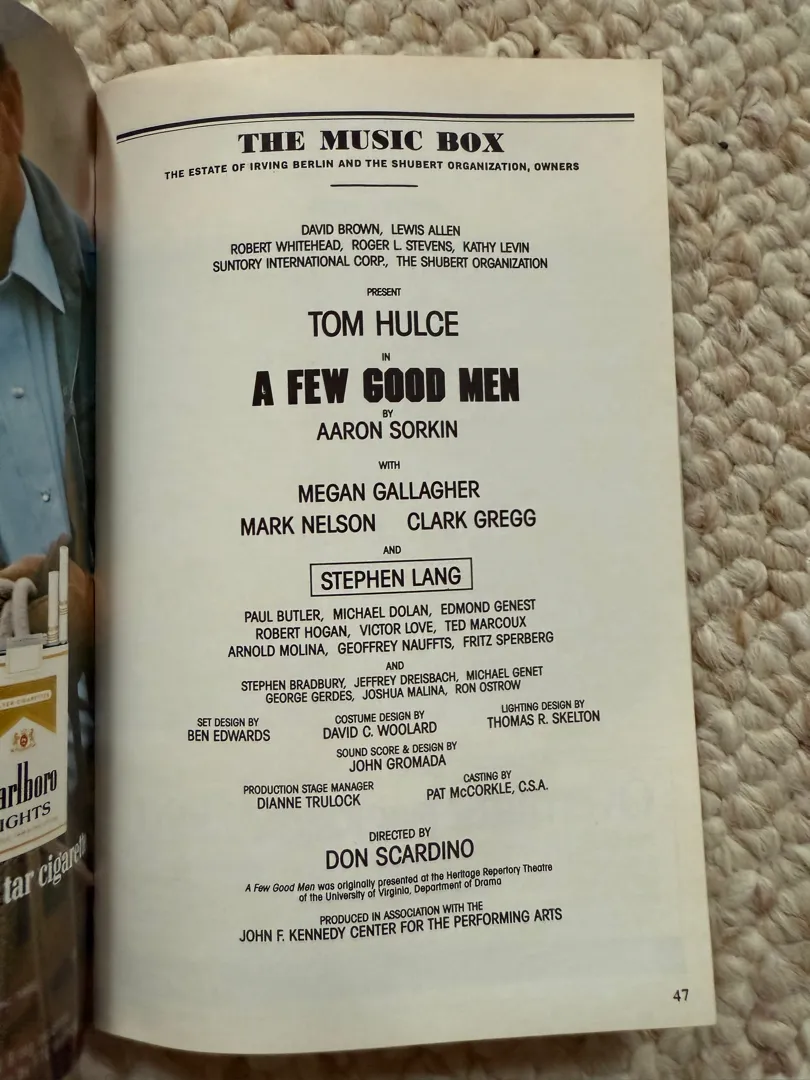 THE MUSIC BOX
THE ESTATE OF IRVING BERLIN AND THE SHUBERT ORGANIZATION, OWNERS
DAVID BROWN, LEWIS ALLEN
ROBERT WHITEHEAD, ROGER L. STEVENS, KATHY LEVIN
SUNTORY INTERNATIONAL CORP., THE SHUBERT ORGANIZATION
PRESENT
TOM HULCE
IN
A FEW GOOD MEN
BY
AARON SORKIN
WITH
MEGAN GALLAGHER
MARK NELSON CLARK GREGG
AND
STEPHEN LANG
PAUL BUTLER, MICHAEL DOLAN, EDMOND GENEST
ROBERT HOGAN, VICTOR LOVE, TED MARCOUX
ARNOLD MOLINA, GEOFFREY NAUFFTS, FRITZ SPERBERG
AND
STEPHEN BRADBURY, JEFFREY DREISBACH, MICHAEL GENET
GEORGE GERDES, JOSHUA MALINA, RON OSTROW
SET DESIGN BY
BEN EDWARDS
COSTUME DESIGN BY
DAVID C. WOOLARD
LIGHTING DESIGN BY
THOMAS R. SKELTON
SOUND SCORE & DESIGN BY
JOHN GROMADA
PRODUCTION STAGE MANAGER
DIANNE TRULOCK
CASTING BY
PAT McCORKLE, C.S.A.
DIRECTED BY
DON SCARDINO
A Few Good Men was originally presented at the Heritage Repertory Theatre
of the University of Virginia, Department of Drama
PRODUCED IN ASSOCIATION WITH THE
JOHN F. KENNEDY CENTER FOR THE PERFORMING ARTS
47
arlboro
IGHTS
tar cigarett